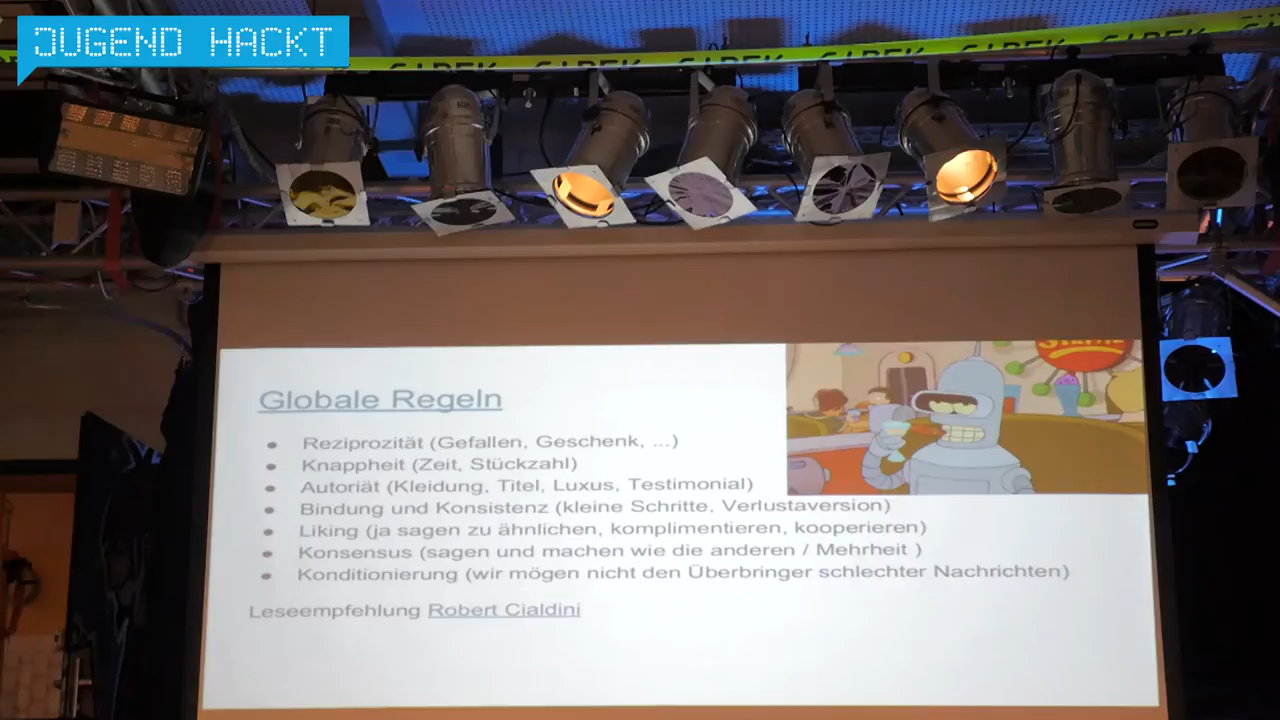 JUGEND HACKT
Globale Regeln
● Reziprozität (Gefallen, Geschenk, ...)
● Knappheit (Zeit, Stückzahl)
● Autoriät (Kleidung, Titel, Luxus, Testimonial)
● Bindung und Konsistenz (kleine Schritte, Verlustaversion)
● Liking (ja sagen zu ähnlichen, komplimentieren, kooperieren)
● Konsensus (sagen und machen wie die anderen / Mehrheit )
● Konditionierung (wir mögen nicht den Überbringer schlechter Nachrichten)
Leseempfehlung Robert Cialdini